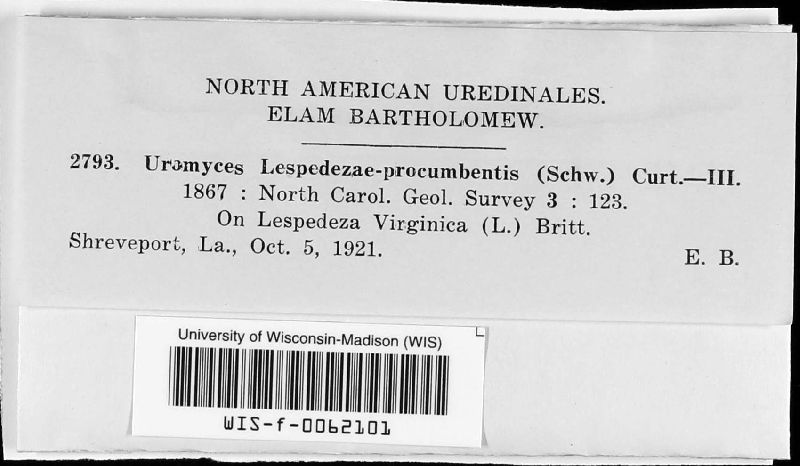 NORTH AMERICAN UREDINALES.
ELAM BARTHOLOMEW.
2793. Uromyces Lespedezae-procumbentis (Schw.) Curt.—III.
1867 : North Carol. Geol. Survey 3 : 123.
On Lespedeza Virginica (L.) Britt.
Shreveport, La., Oct. 5, 1921. E. B.
University of Wisconsin-Madison (WIS)
WIS-f-0062101